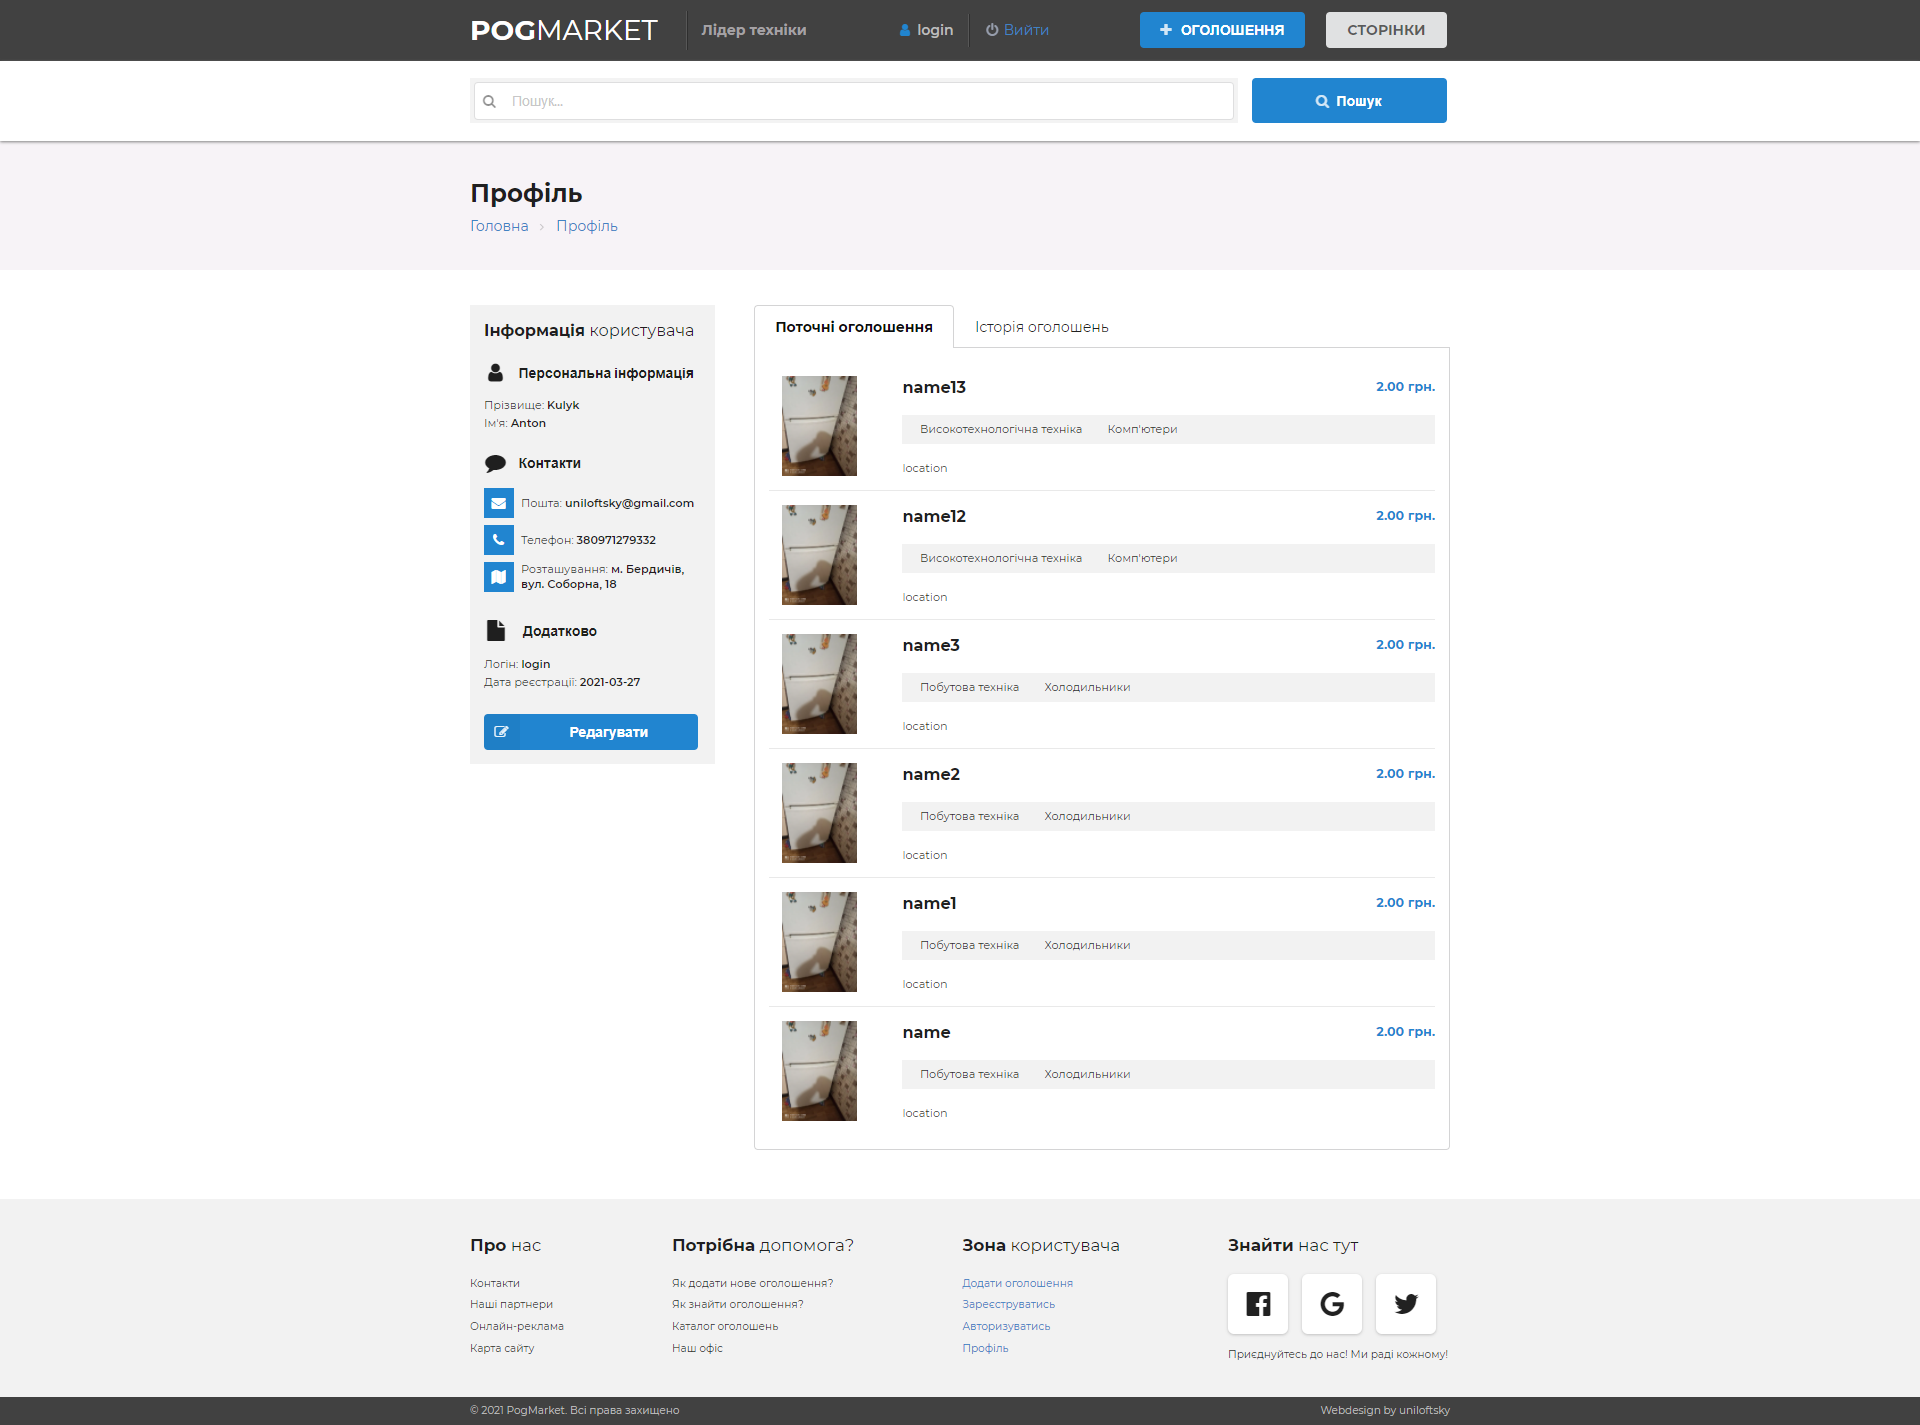 POGMARKET
Лідер техніки
login
Вийти
ОГОЛОШЕННЯ
СТОРІНКИ
Пошук...
Пошук
Профіль
Головна › Профіль
Інформація користувача
Персональна інформація
Прізвище: Kulyk
Ім'я: Anton
Контакти
Пошта: uniloftsky@gmail.com
Телефон: 380971279332
Розташування: м. Бердичів,
вул. Соборна, 18
Додатково
Логін: login
Дата реєстрації: 2021-03-27
Редагувати
Поточні оголошення
Історія оголошень
name13
2.00 грн.
Високотехнологічна техніка Комп'ютери
location
name12
2.00 грн.
Високотехнологічна техніка Комп'ютери
location
name3
2.00 грн.
Побутова техніка Холодильники
location
name2
2.00 грн.
Побутова техніка Холодильники
location
name1
2.00 грн.
Побутова техніка Холодильники
location
name
2.00 грн.
Побутова техніка Холодильники
location
Про нас
Контакти
Наші партнери
Онлайн-реклама
Карта сайту
Потрібна допомога?
Як додати нове оголошення?
Як знайти оголошення?
Каталог оголошень
Наш офіс
Зона користувача
Додати оголошення
Зареєструватись
Авторизуватись
Профіль
Знайти нас тут
Приєднуйтесь до нас! Ми раді кожному!
© 2021 PogMarket. Всі права захищено
Webdesign by uniloftsky